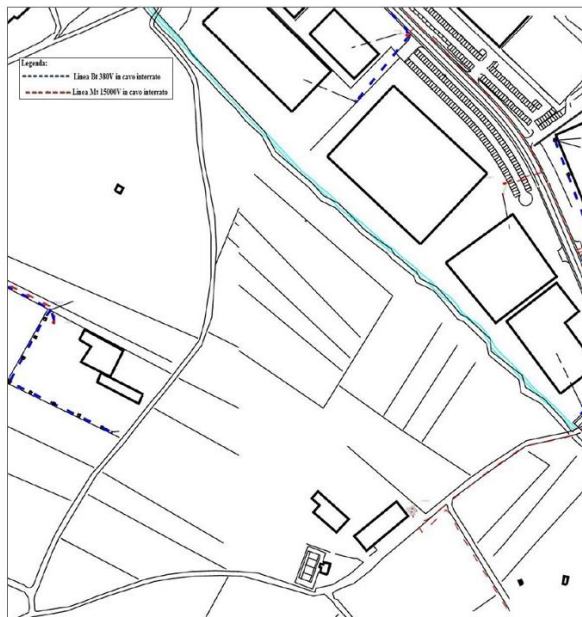 Legenda:
Linea Bt 380V in cavo interrato
Linea Mt 15000V in cavo interrato